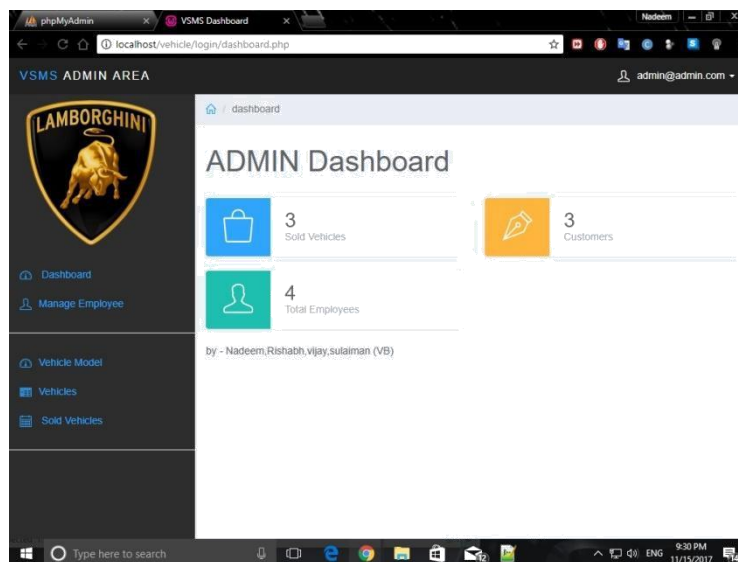 phpMyAdmin
VSMS Dashboard
Nadeem
localhost/vehicle/login/dashboard.php
VSMS ADMIN AREA
admin@admin.com
LAMBORGHINI
dashboard
ADMIN Dashboard
3
Sold Vehicles
3
Customers
4
Total Employees
by - Nadeem,Rishabh,vijay,sulaiman (VB)
Dashboard
Manage Employee
Vehicle Model
Vehicles
Sold Vehicles
Type here to search
12
ENG
9:30 PM
11/15/2017